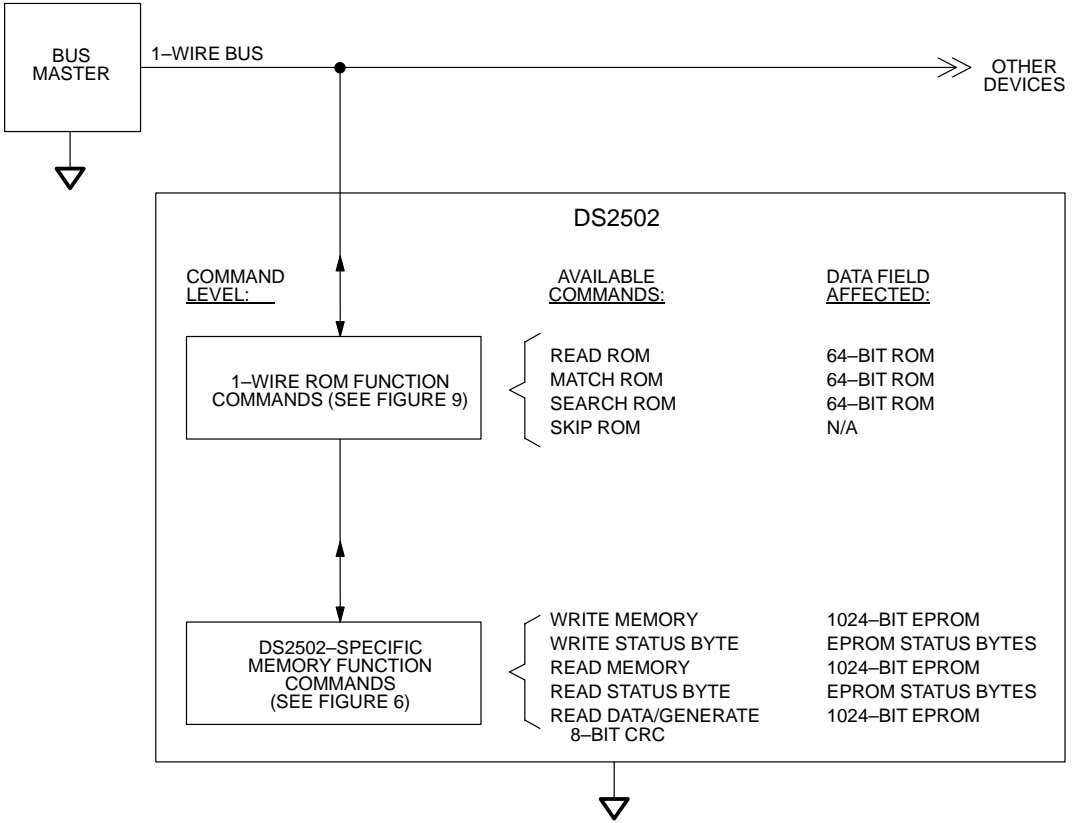 BUS
MASTER
1–WIRE BUS
OTHER
DEVICES
DS2502
COMMAND
LEVEL:
AVAILABLE
COMMANDS:
DATA FIELD
AFFECTED:
1–WIRE ROM FUNCTION
COMMANDS (SEE FIGURE 9)
READ ROM 64–BIT ROM
MATCH ROM 64–BIT ROM
SEARCH ROM 64–BIT ROM
SKIP ROM N/A
DS2502–SPECIFIC
MEMORY FUNCTION
COMMANDS
(SEE FIGURE 6)
WRITE MEMORY 1024–BIT EPROM
WRITE STATUS BYTE EPROM STATUS BYTES
READ MEMORY 1024–BIT EPROM
READ STATUS BYTE EPROM STATUS BYTES
READ DATA/GENERATE 1024–BIT EPROM
8–BIT CRC